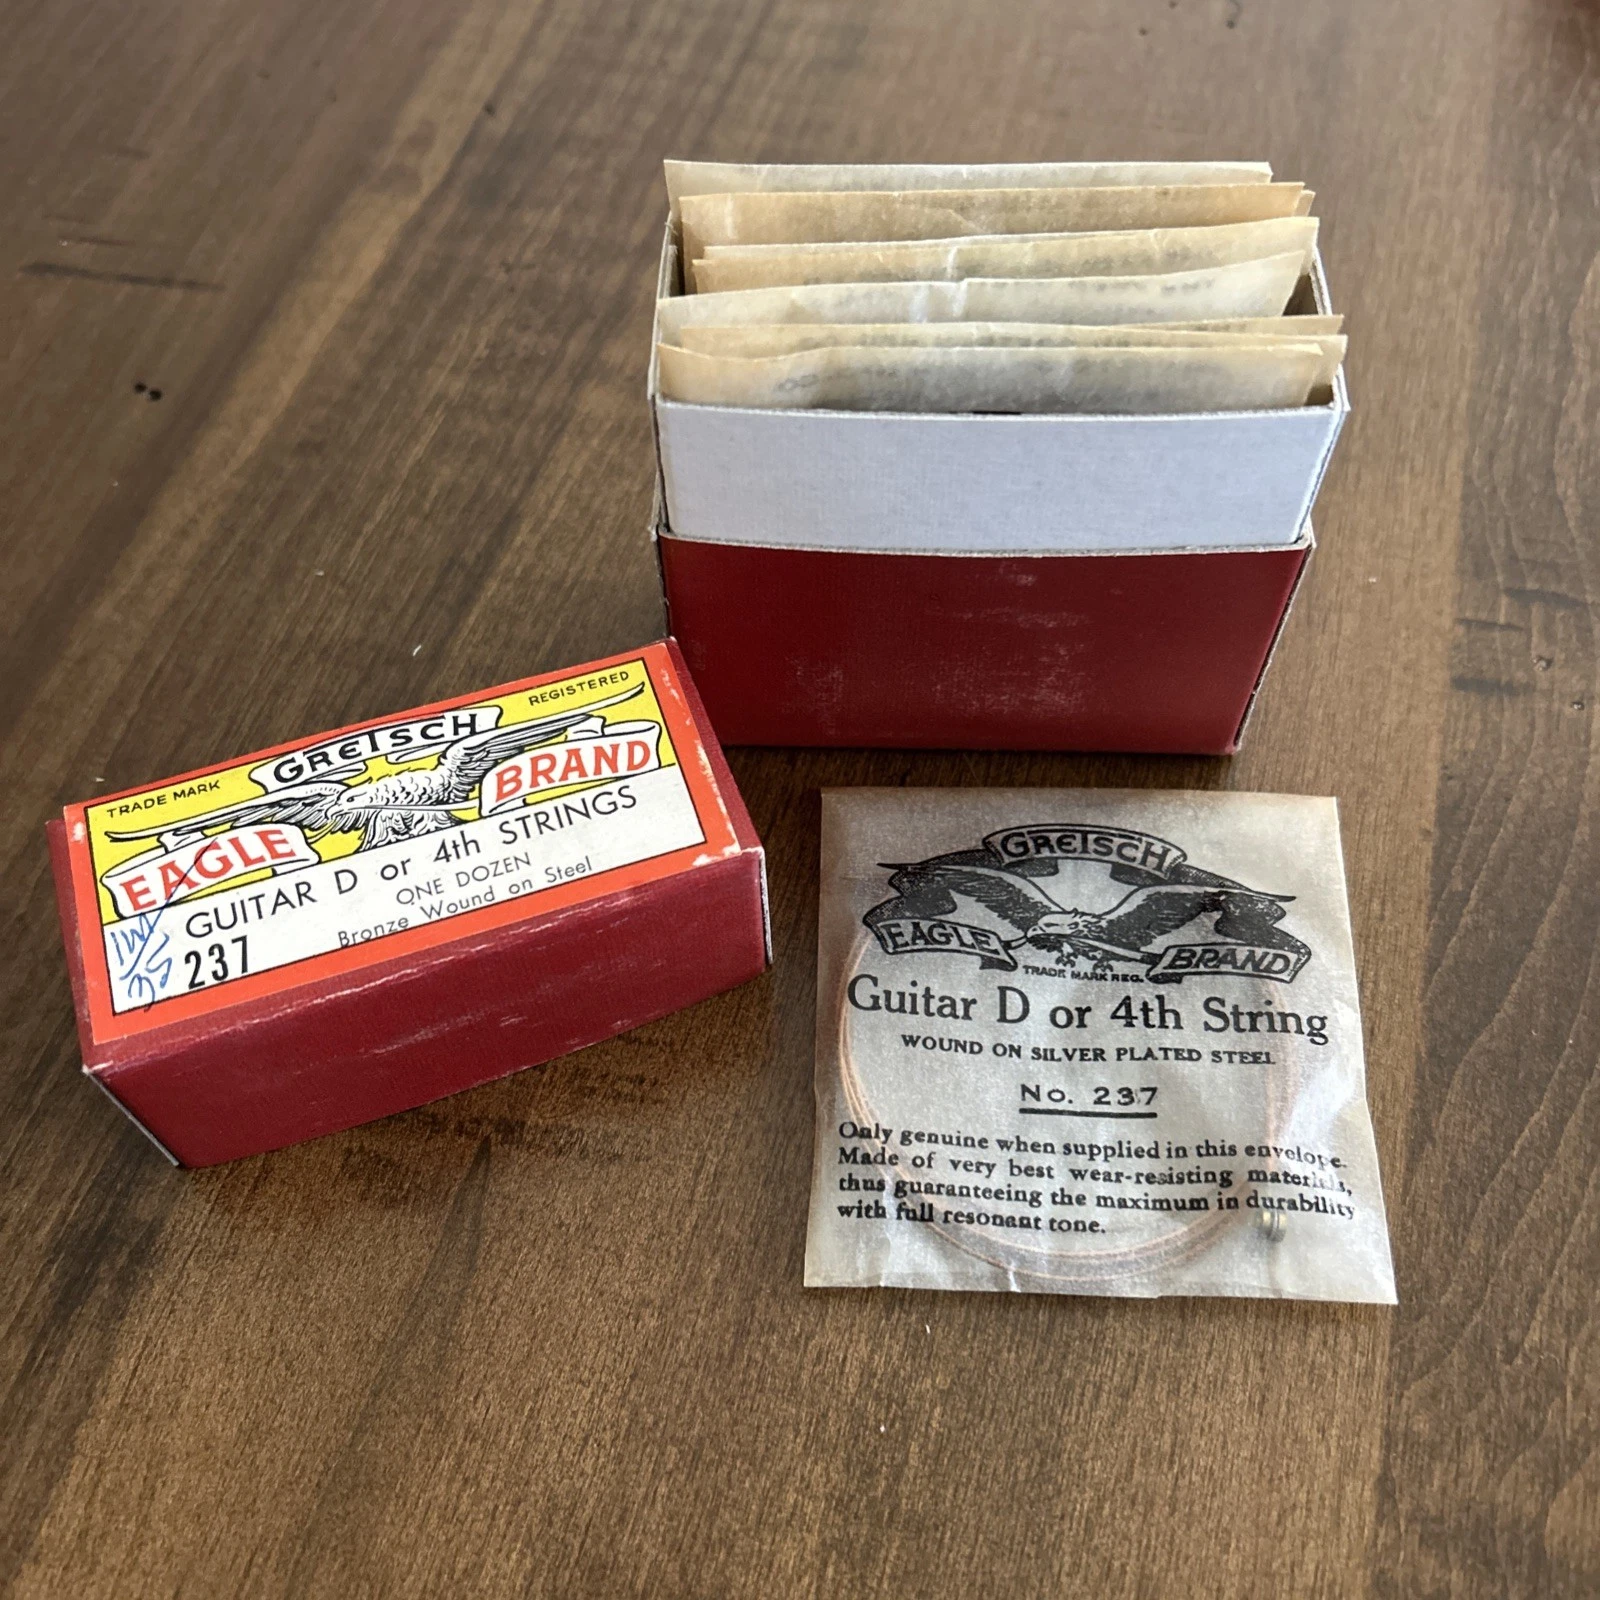 TRADE MARK
REGISTERED
GRETSCH
EAGLE BRAND
GUITAR D or 4th STRINGS
ONE DOZEN
Bronze Wound on Steel
237
35
GRETSCH
EAGLE BRAND
TRADE MARK REG.
Guitar D or 4th String
WOUND ON SILVER PLATED STEEL
No. 237
Only genuine when supplied in this envelope.
Made of very best wear-resisting materials,
thus guaranteeing the maximum in durability
with full resonant tone.